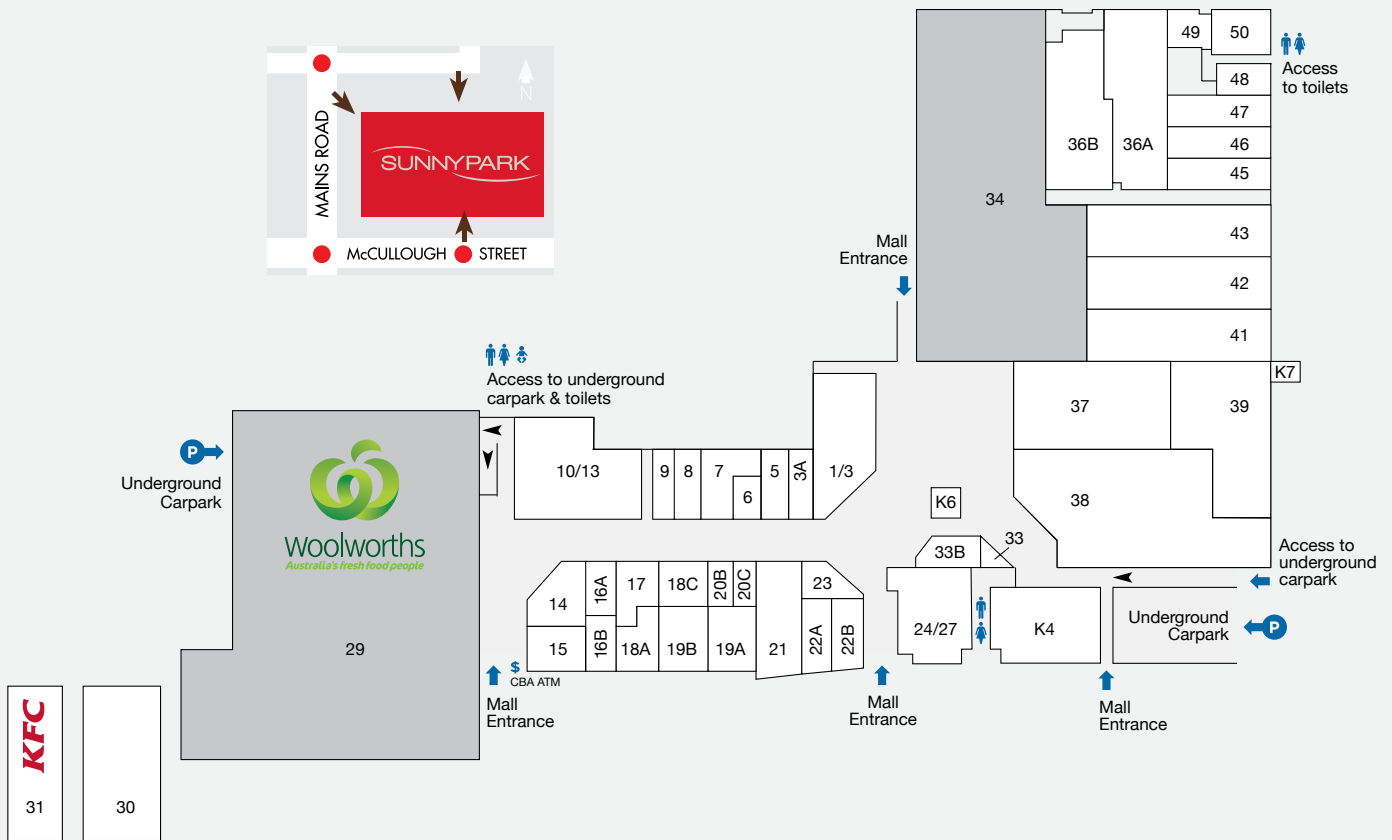 N
MAINS ROAD
SUNNYPARK
McCULLOUGH STREET
49
50
Access
to toilets
48
47
46
45
36B
36A
34
43
42
41
Mall
Entrance
K7
37
39
38
Access to underground
carpark & toilets
P
Underground
Carpark
Woolworths
Australia's fresh food people
29
10/13
9
8
7
6
5
3A
1/3
K6
33B
33
Access to
underground
carpark
14
16A
17
18C
20B
20C
23
15
16B
18A
19B
19A
21
22A
22B
24/27
K4
Underground
Carpark
P
$
CBA ATM
Mall
Entrance
Mall
Entrance
Mall
Entrance
KFC
31
30